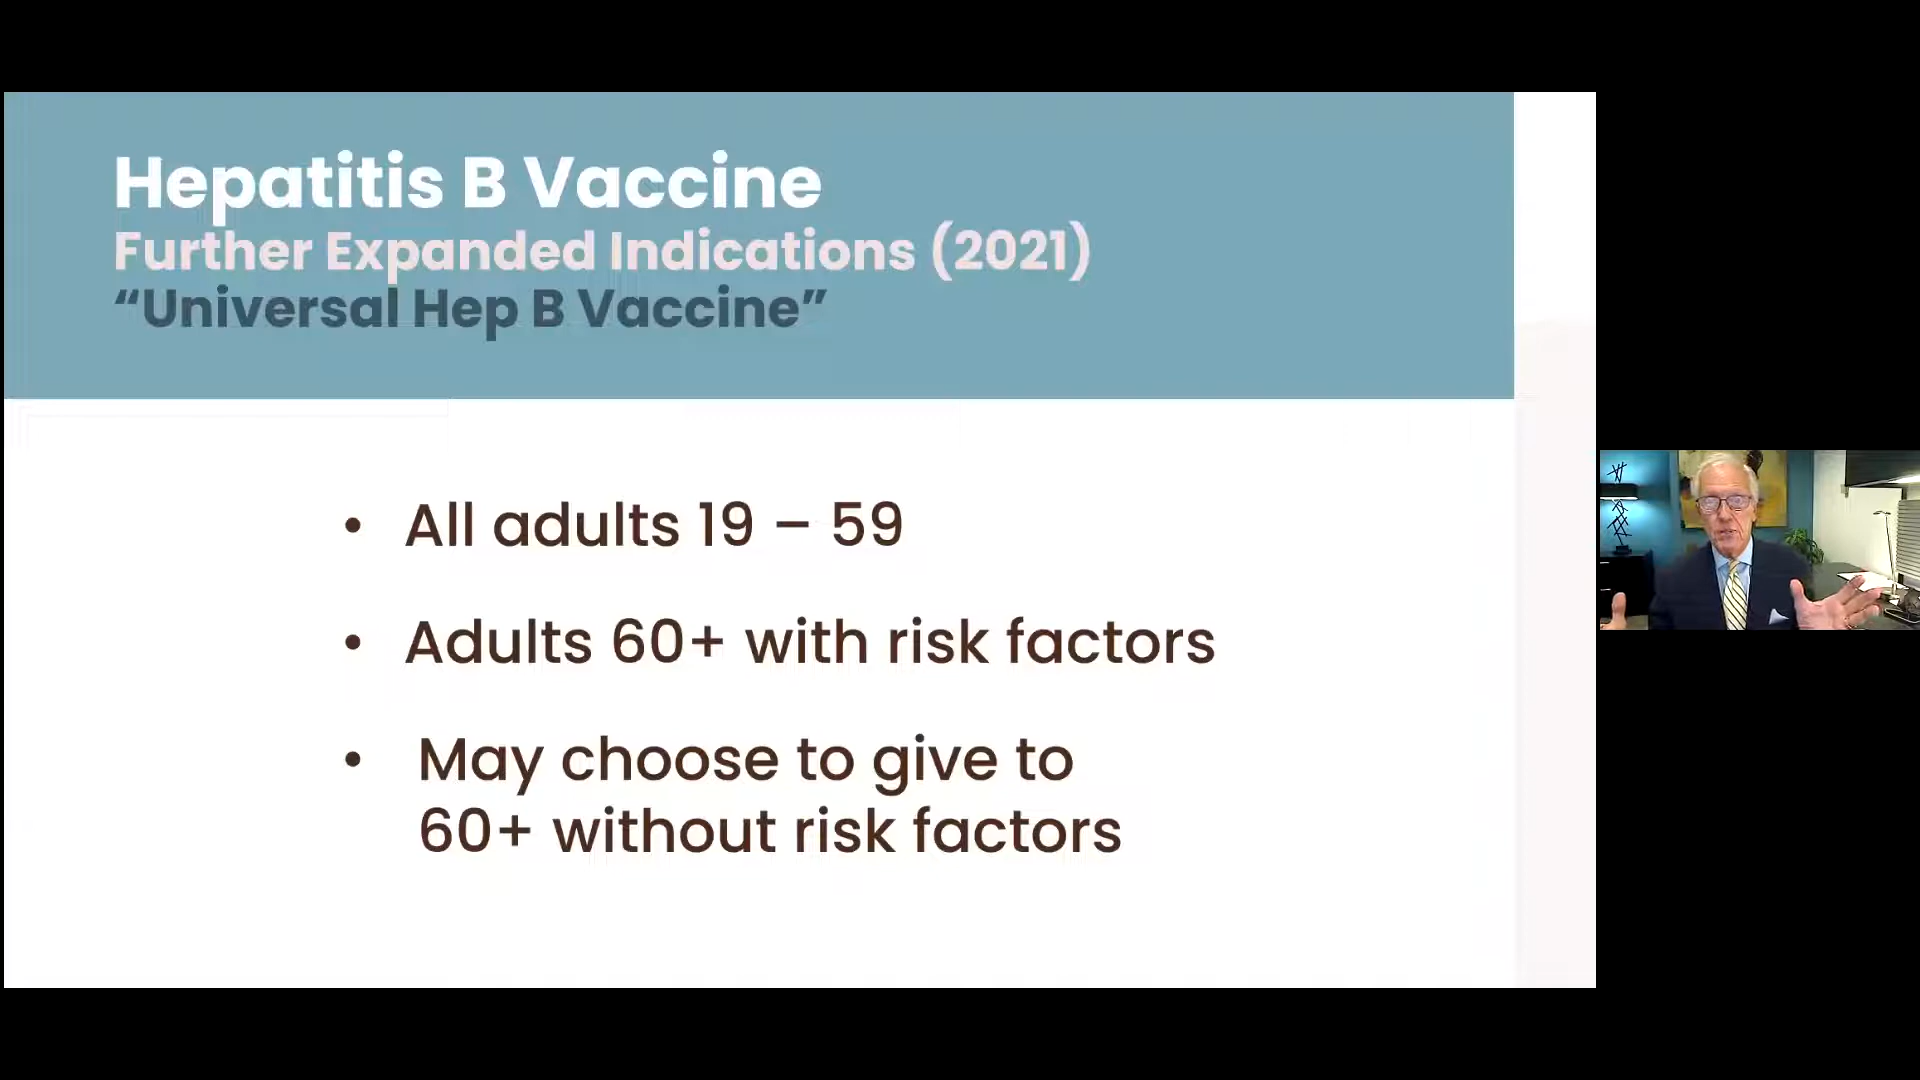 Hepatitis B Vaccine
Further Expanded Indications (2021)
“Universal Hep B Vaccine”
• All adults 19 – 59
• Adults 60+ with risk factors
• May choose to give to
60+ without risk factors